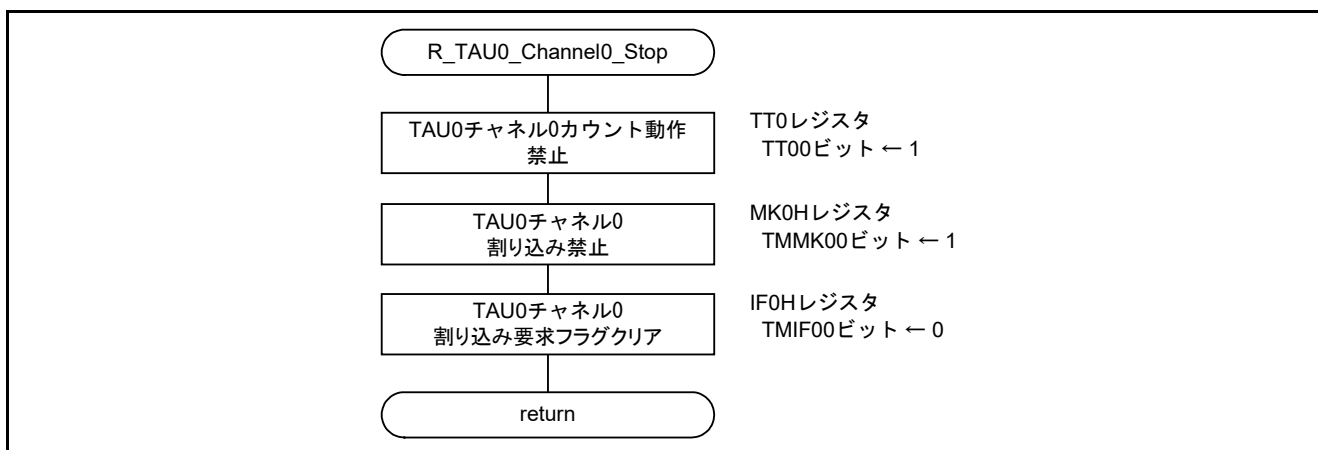 R_TAU0_Channel0_Stop
TAU0チャネル0カウント動作
禁止
TT0レジスタ
TT00ビット ← 1
TAU0チャネル0
割り込み禁止
MK0Hレジスタ
TMMK00ビット ← 1
TAU0チャネル0
割り込み要求フラグクリア
IF0Hレジスタ
TMIF00ビット ← 0
return